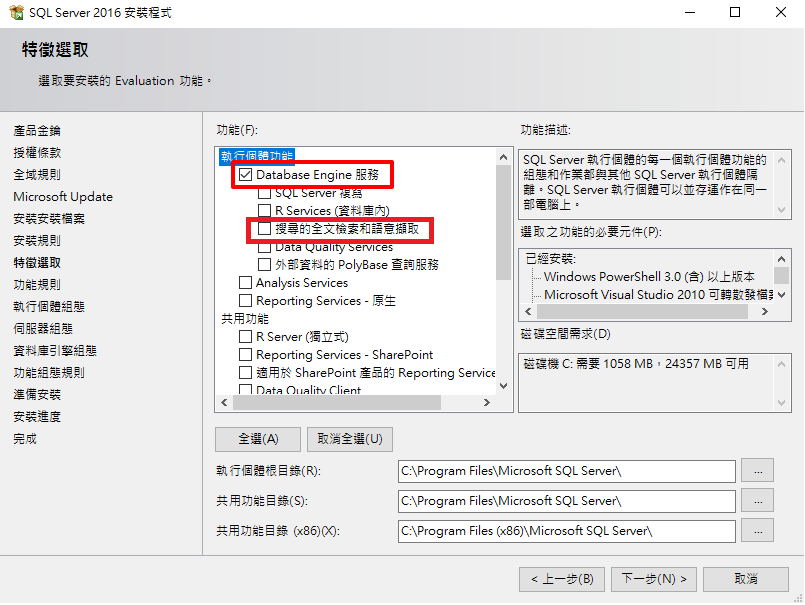 SQL Server 2016 安裝程式
特徵選取
選取要安裝的 Evaluation 功能。
產品金鑰
授權條款
全域規則
Microsoft Update
安裝安裝檔案
安裝規則
特徵選取
功能規則
執行個體組態
伺服器組態
資料庫引擎組態
功能組態規則
準備安裝
安裝進度
完成
功能(F):
執行個體功能
Database Engine 服務
SQL Server 複寫
R Services (資料庫內)
搜尋的全文檢索和語意擷取
Data Quality Services
外部資料的 PolyBase 查詢服務
Analysis Services
Reporting Services - 原生
共用功能
R Server (獨立式)
Reporting Services - SharePoint
適用於 SharePoint 產品的 Reporting Service
Data Quality Client
功能描述:
SQL Server 執行個體的每一個執行個體功能的
組態和作業都與其他 SQL Server 執行個體隔
離。SQL Server 執行個體可以並存運作在同一
部電腦上。
選取之功能的必要元件(P):
已經安裝:
Windows PowerShell 3.0 (含) 以上版本
Microsoft Visual Studio 2010 可轉散發檔案
磁碟空間需求(D)
磁碟機 C: 需要 1058 MB，24357 MB 可用
全選(A)
取消全選(U)
執行個體根目錄(R):
C:\Program Files\Microsoft SQL Server\
...
共用功能目錄(S):
C:\Program Files\Microsoft SQL Server\
...
共用功能目錄 (x86)(X):
C:\Program Files (x86)\Microsoft SQL Server\
...
< 上一步(B)
下一步(N) >
取消